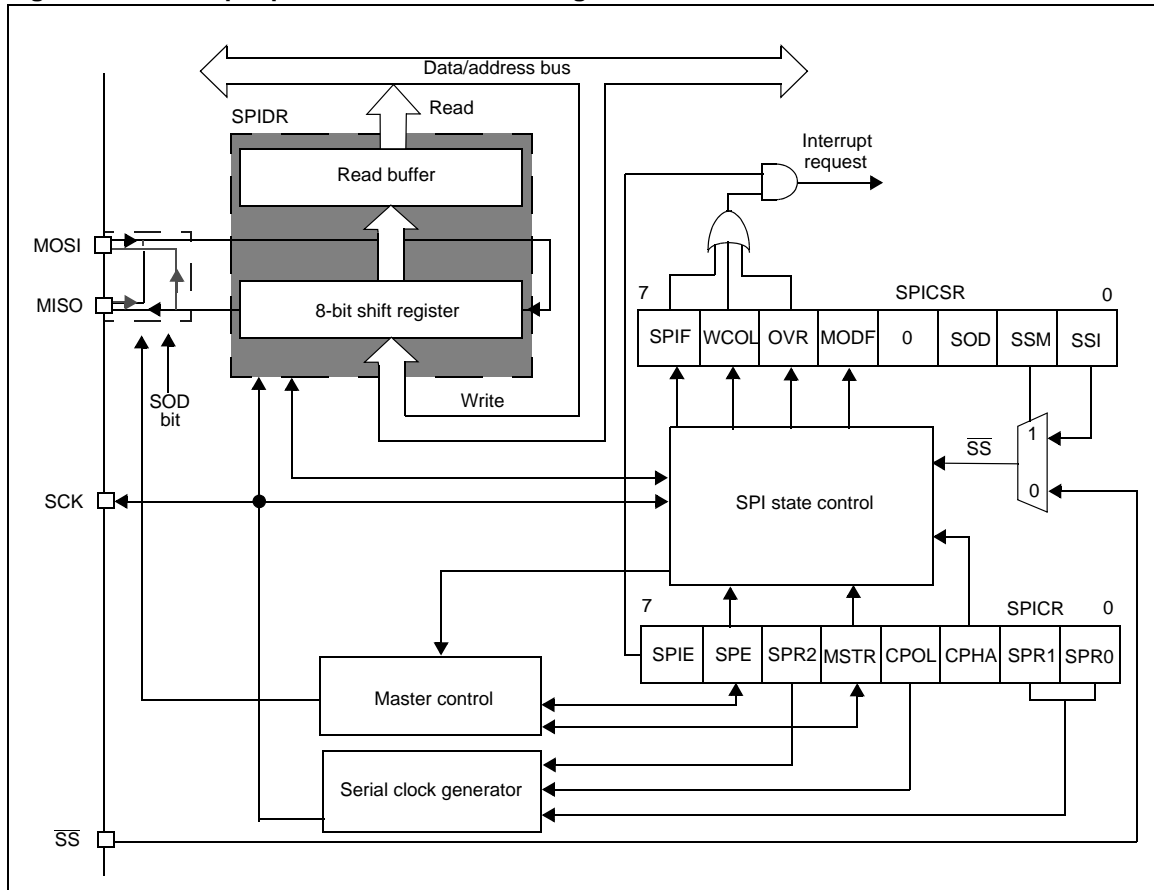 Data/address bus
Read
SPIDR
Interrupt
request
Read buffer
MOSI
MISO
8-bit shift register
7 SPICSR 0
SPIF WCOL OVR MODF 0 SOD SSM SSI
SOD
bit
Write
1
SS
SCK
SPI state control
0
7 SPICR 0
SPIE SPE SPR2 MSTR CPOL CPHA SPR1 SPR0
Master control
Serial clock generator
SS